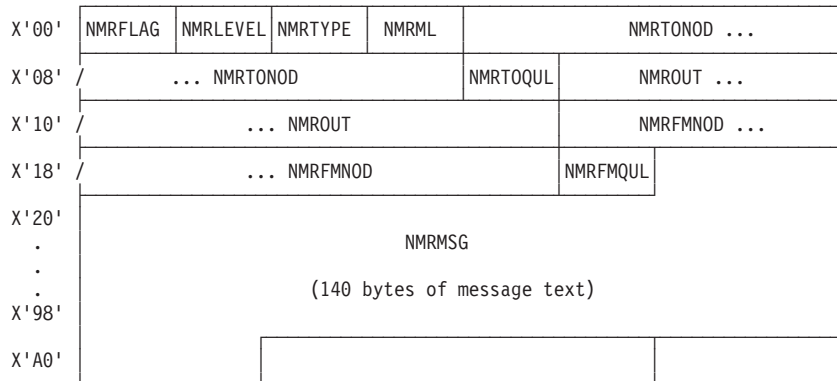 X'00' NMRFLAG NMRLEVEL NMRTYPE NMRML NMRTONOD ...
X'08' / ... NMRTONOD NMRTOQUL NMROUT ...
X'10' / ... NMROUT NMRFMNOD ...
X'18' / ... NMRFMNOD NMRFMQUL
X'20'
. NMRMSG
.
. (140 bytes of message text)
X'98'
X'A0'